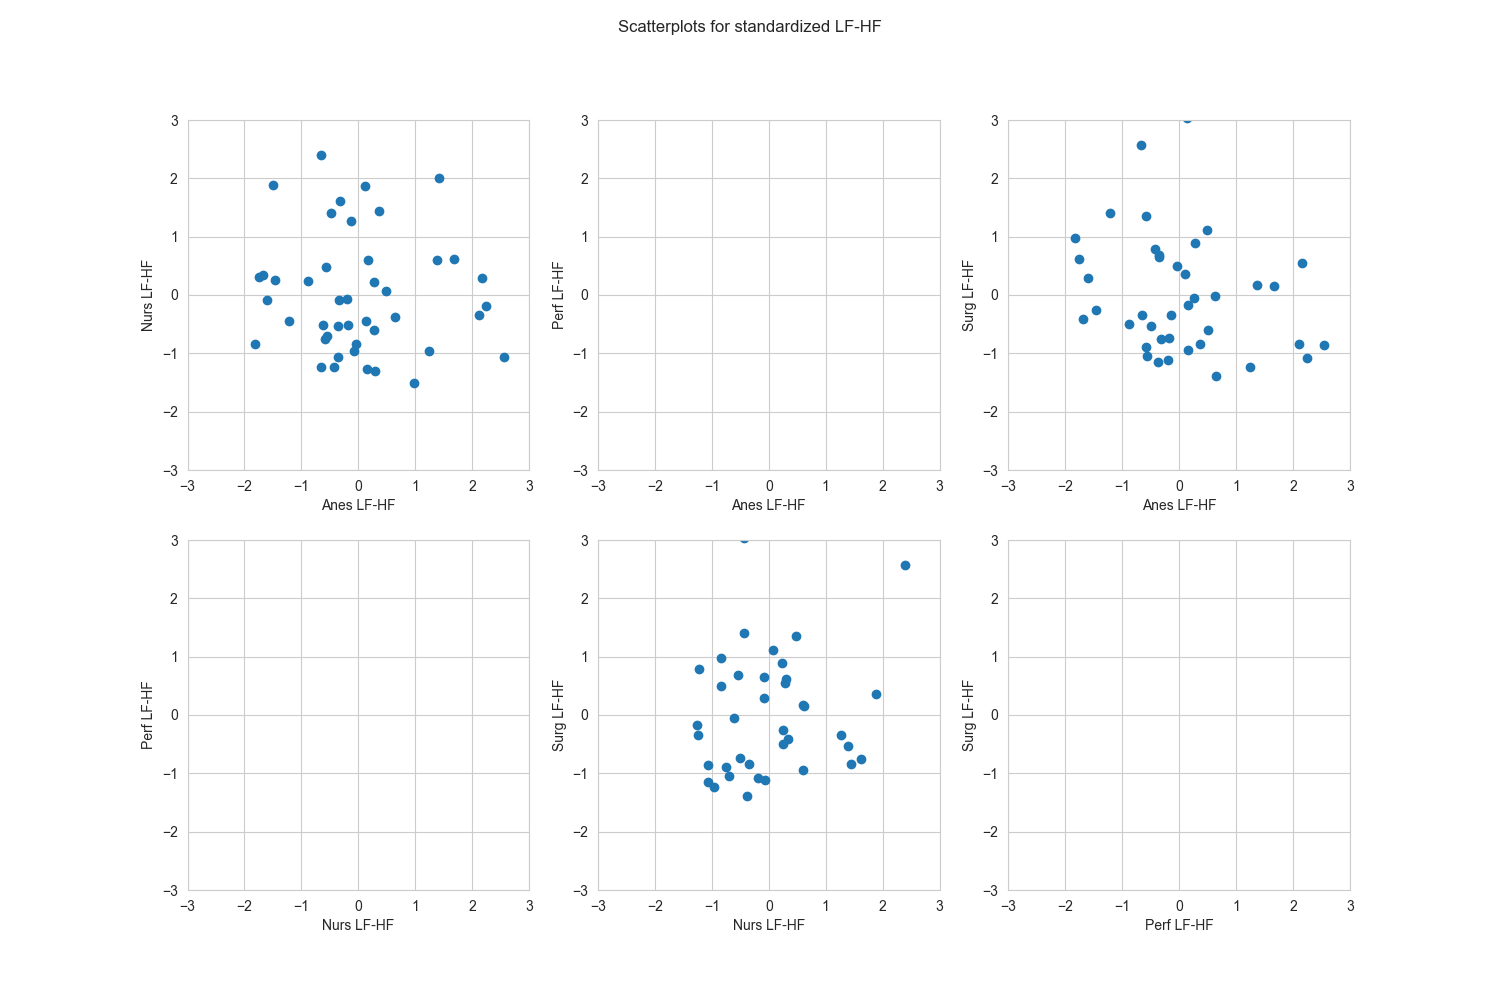 Scatterplots for standardized LF-HF
3
2
1
0
−1
−2
−3
Nurs LF-HF
−3 −2 −1 0 1 2 3
Anes LF-HF
3
2
1
0
−1
−2
−3
Perf LF-HF
−3 −2 −1 0 1 2 3
Anes LF-HF
3
2
1
0
−1
−2
−3
Surg LF-HF
−3 −2 −1 0 1 2 3
Anes LF-HF
3
2
1
0
−1
−2
−3
Perf LF-HF
−3 −2 −1 0 1 2 3
Nurs LF-HF
3
2
1
0
−1
−2
−3
Surg LF-HF
−3 −2 −1 0 1 2 3
Nurs LF-HF
3
2
1
0
−1
−2
−3
Surg LF-HF
−3 −2 −1 0 1 2 3
Perf LF-HF